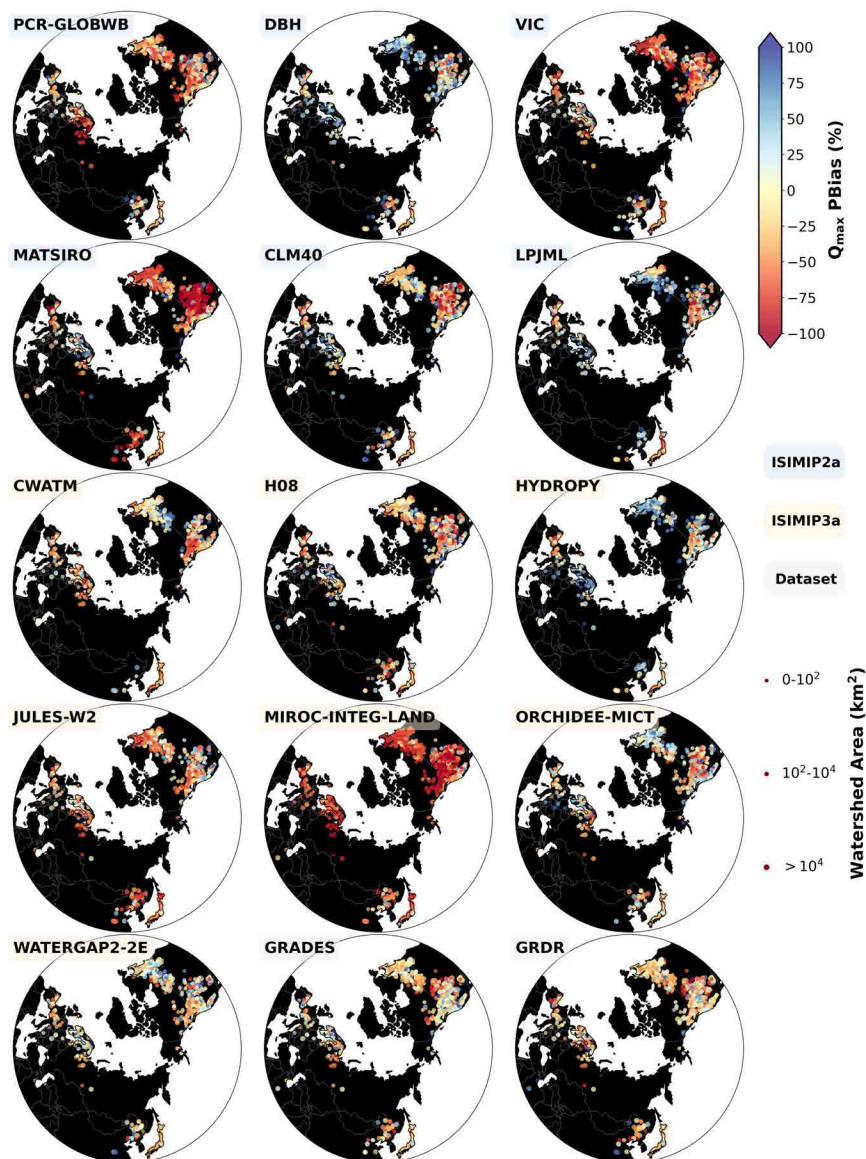 PCR-GLOBWB
DBH
VIC
MATSIRO
CLM40
LPJML
CWATM
H08
HYDROPY
JULES-W2
MIROC-INTEG-LAND
ORCHIDEE-MICT
WATERGAP2-2E
GRADES
GRDR
100
75
50
25
0
−25
−50
−75
−100
Qmax PBias (%)
ISIMIP2a
ISIMIP3a
Dataset
0-10²
10²-10⁴
> 10⁴
Watershed Area (km²)